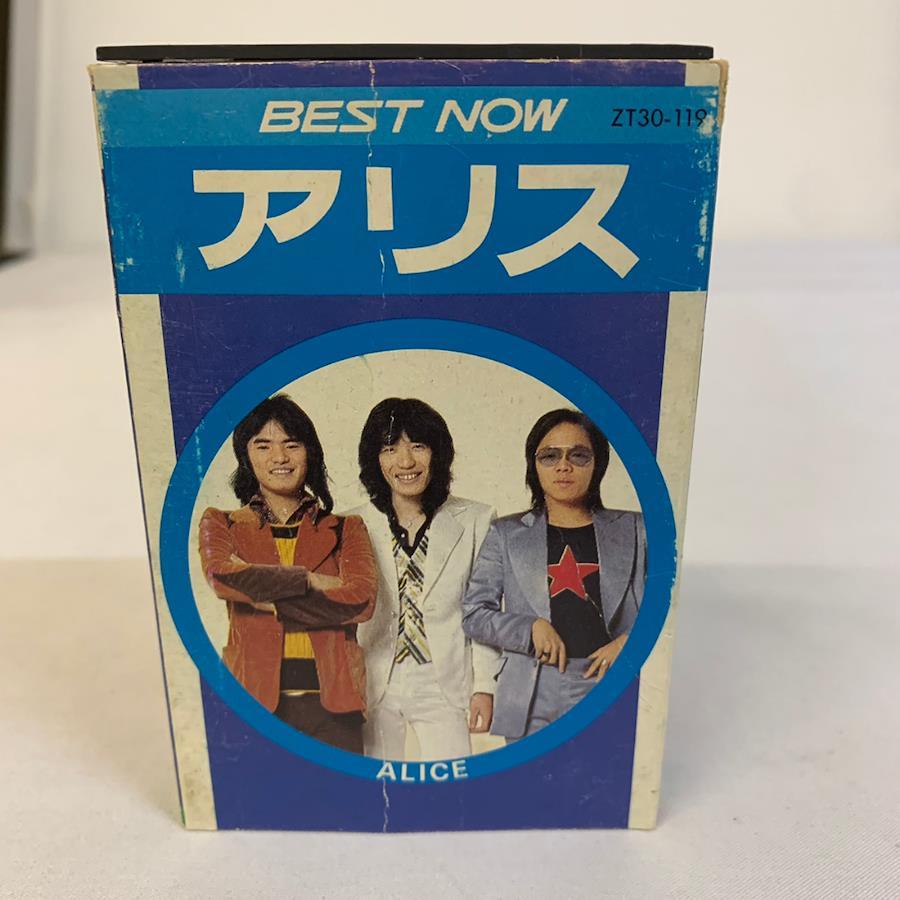 BEST NOW
ZT30-119
アリス
ALICE